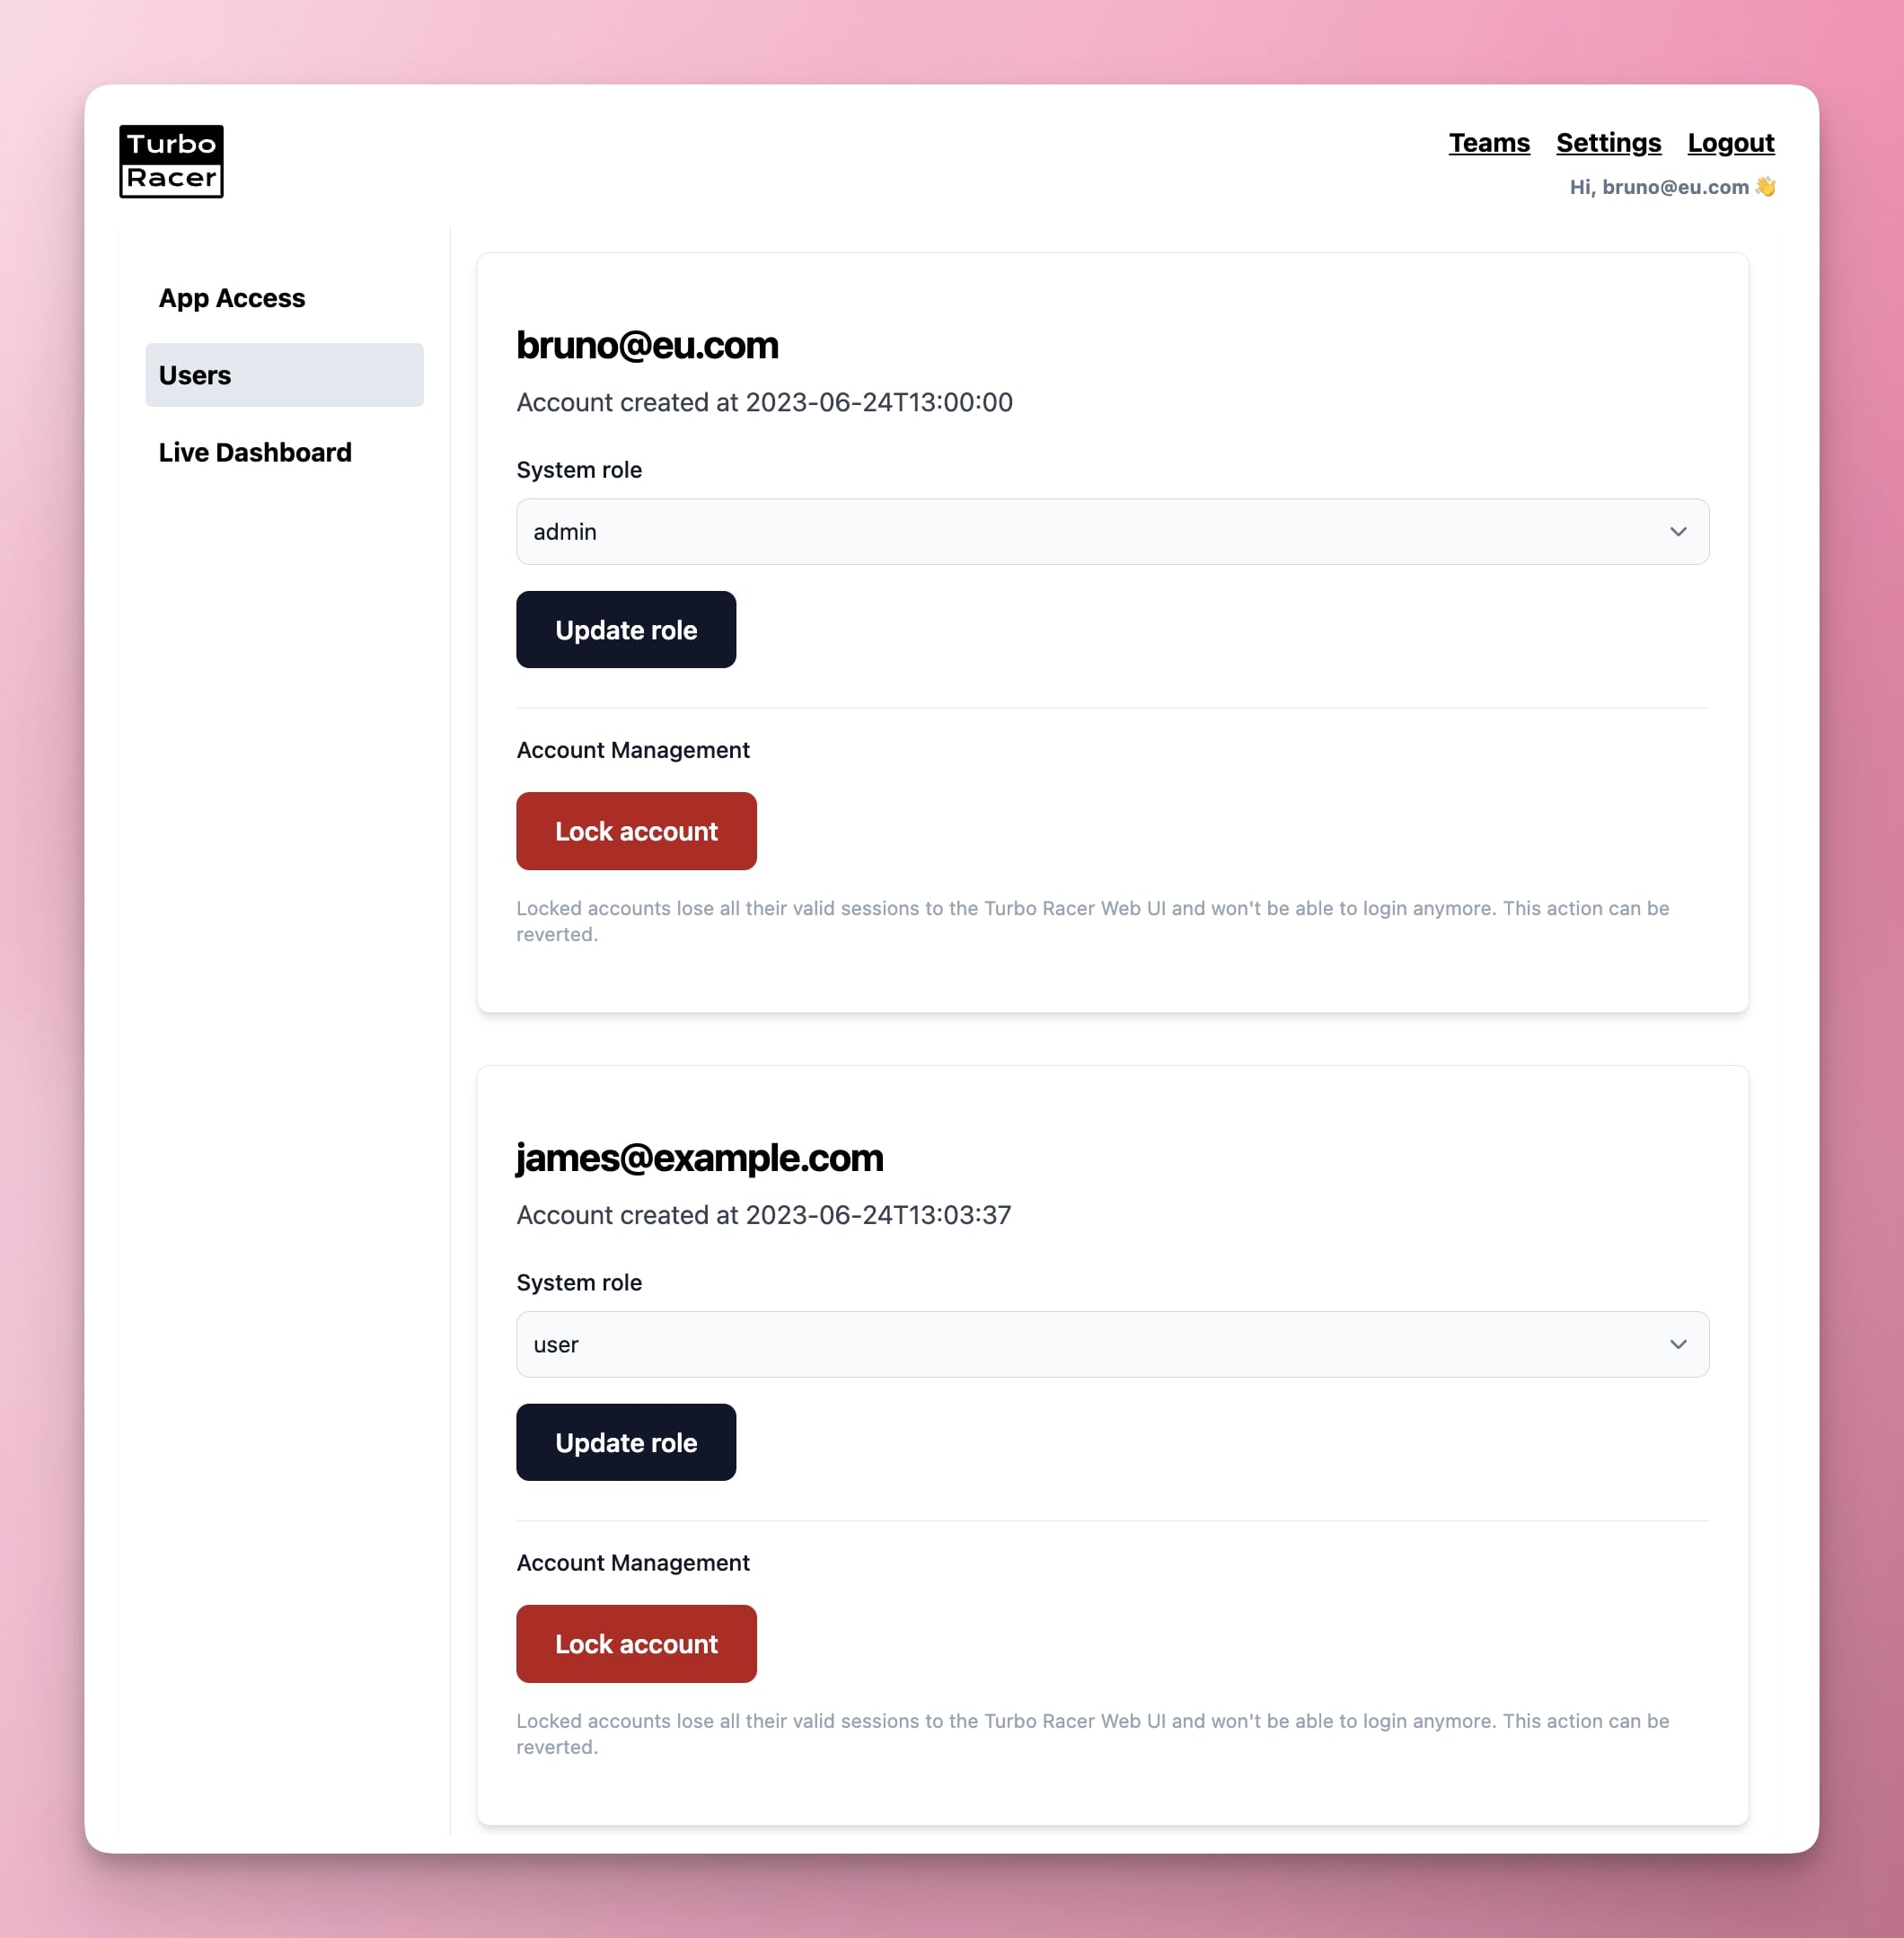 Turbo
Racer
Teams Settings Logout
Hi, bruno@eu.com 👋
App Access
Users
Live Dashboard
bruno@eu.com
Account created at 2023-06-24T13:00:00
System role
admin
Update role
Account Management
Lock account
Locked accounts lose all their valid sessions to the Turbo Racer Web UI and won't be able to login anymore. This action can be
reverted.
james@example.com
Account created at 2023-06-24T13:03:37
System role
user
Update role
Account Management
Lock account
Locked accounts lose all their valid sessions to the Turbo Racer Web UI and won't be able to login anymore. This action can be
reverted.